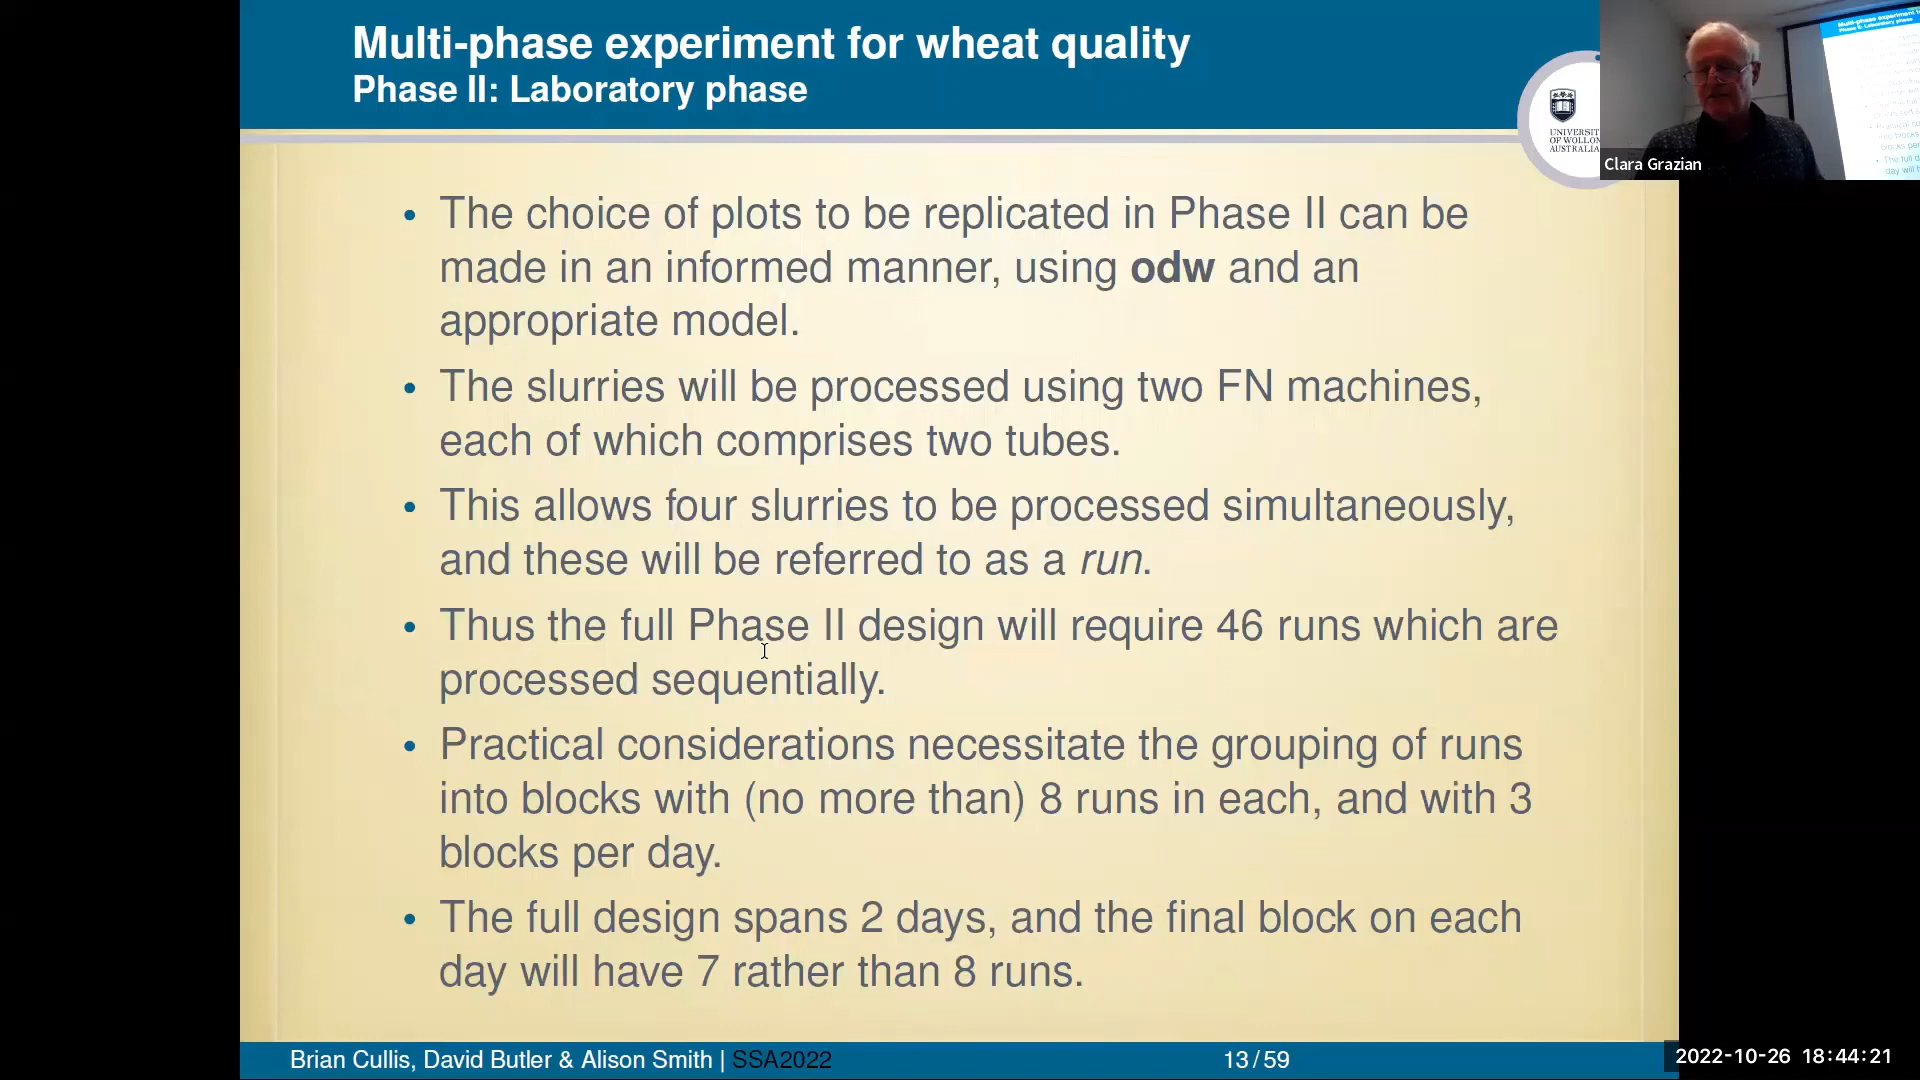 Multi-phase experiment for wheat quality
Phase II: Laboratory phase
UNIVERSITY
OF WOLLON
AUSTRALIA
Clara Grazian
• The choice of plots to be replicated in Phase II can be
made in an informed manner, using odw and an
appropriate model.
• The slurries will be processed using two FN machines,
each of which comprises two tubes.
• This allows four slurries to be processed simultaneously,
and these will be referred to as a run.
• Thus the full Phase II design will require 46 runs which are
processed sequentially.
• Practical considerations necessitate the grouping of runs
into blocks with (no more than) 8 runs in each, and with 3
blocks per day.
• The full design spans 2 days, and the final block on each
day will have 7 rather than 8 runs.
Brian Cullis, David Butler & Alison Smith | SSA2022
13/59
2022-10-26 18:44:21